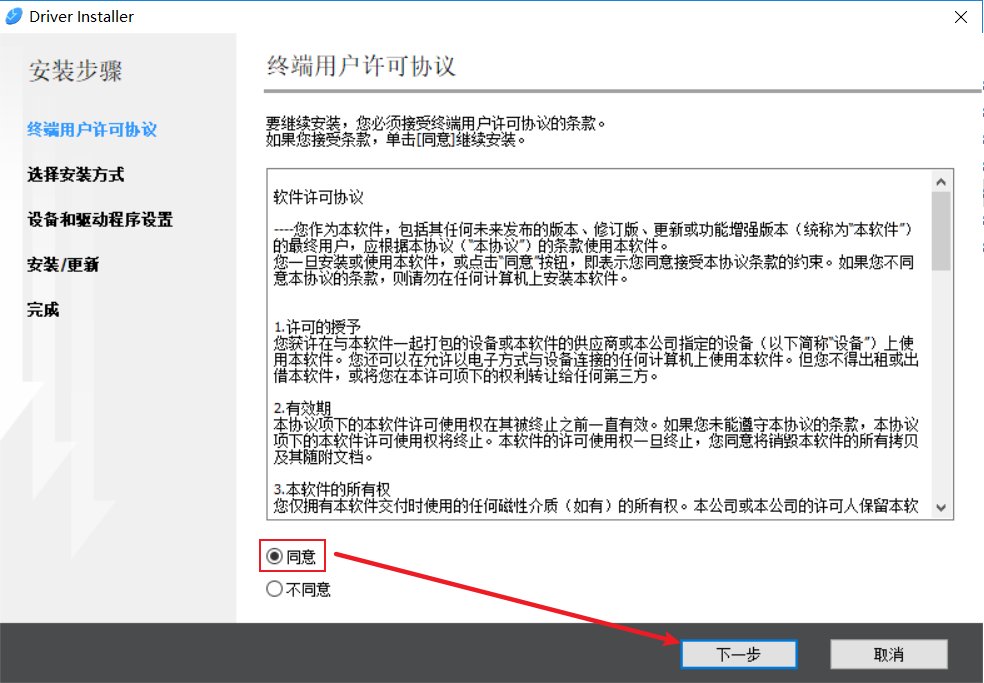 Driver Installer
安装步骤
终端用户许可协议
选择安装方式
设备和驱动程序设置
安装/更新
完成
终端用户许可协议
要继续安装，您必须接受终端用户许可协议的条款。
如果您接受条款，单击[同意]继续安装。
软件许可协议
----您作为本软件，包括其任何未来发布的版本、修订版、更新或功能增强版本（统称为“本软件”）
的最终用户，应根据本协议（“本协议”）的条款使用本软件。
您一旦安装或使用本软件，或点击“同意”按钮，即表示您同意接受本协议条款的约束。如果您不同
意本协议的条款，则请勿在任何计算机上安装本软件。
1.许可的授予
您获许在与本软件一起打包的设备或本软件的供应商或本公司指定的设备（以下简称“设备”）上使
用本软件。您还可以在允许以电子方式与设备连接的任何计算机上使用本软件。但您不得出租或出
借本软件，或将您在本许可项下的权利转让给任何第三方。
2.有效期
本协议项下的本软件许可使用权在其被终止之前一直有效。如果您未能遵守本协议的条款，本协议
项下的本软件许可使用权将终止。本软件的许可使用权一旦终止，您同意将销毁本软件的所有拷贝
及其随附文档。
3.本软件的所有权
您仅拥有本软件交付时使用的任何磁性介质（如有）的所有权。本公司或本公司的许可人保留本软
同意
不同意
下一步
取消